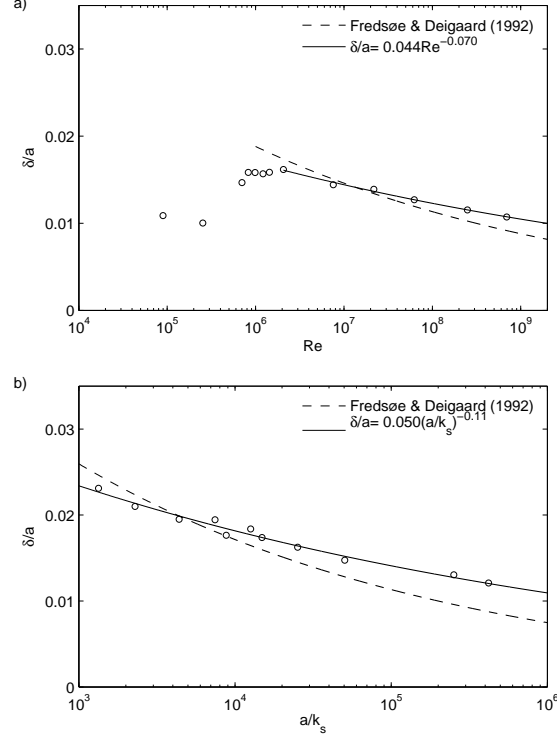 a)
Fredsøe & Deigaard (1992)
δ/a= 0.044Re^−0.070
0.03
0.02
0.01
0
δ/a
10^4 10^5 10^6 10^7 10^8 10^9
Re
b)
Fredsøe & Deigaard (1992)
δ/a= 0.050(a/k_s)^−0.11
0.03
0.02
0.01
0
δ/a
10^3 10^4 10^5 10^6
a/k_s